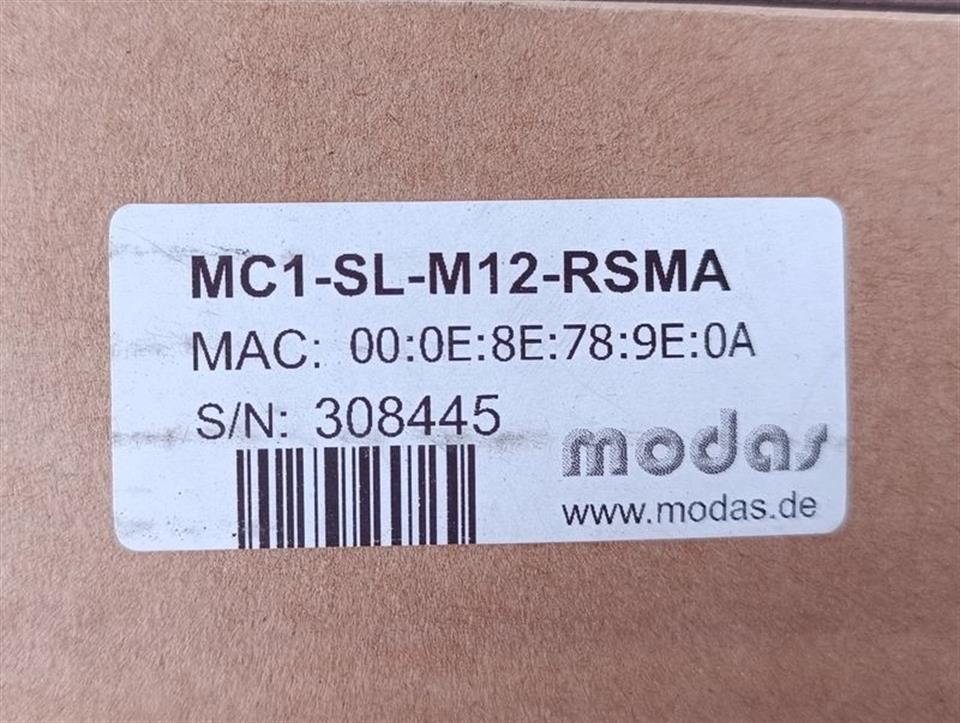 MC1-SL-M12-RSMA
MAC: 00:0E:8E:78:9E:0A
S/N: 308445
modas
www.modas.de